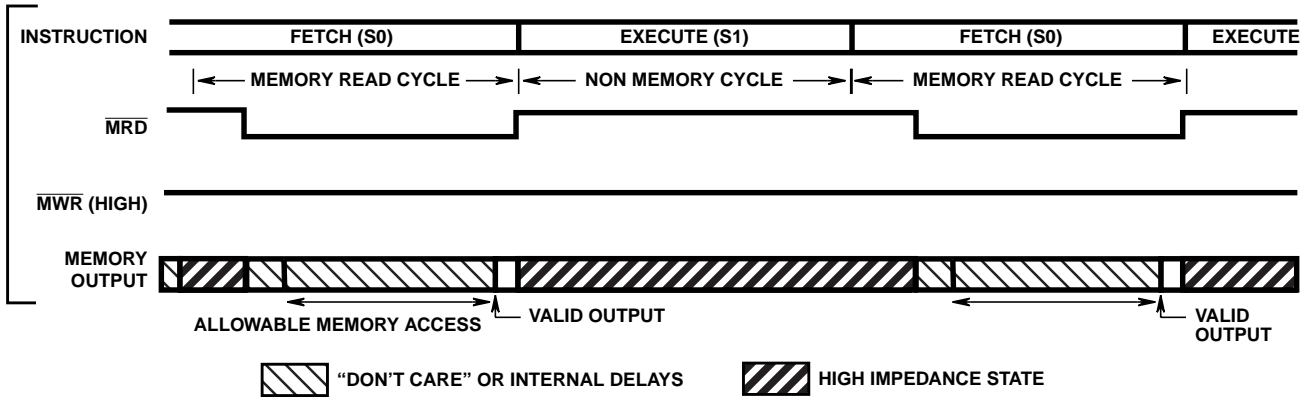 INSTRUCTION FETCH (S0) EXECUTE (S1) FETCH (S0) EXECUTE
MEMORY READ CYCLE NON MEMORY CYCLE MEMORY READ CYCLE
MRD
MWR (HIGH)
MEMORY
OUTPUT
ALLOWABLE MEMORY ACCESS VALID OUTPUT VALID
OUTPUT
“DON’T CARE” OR INTERNAL DELAYS HIGH IMPEDANCE STATE